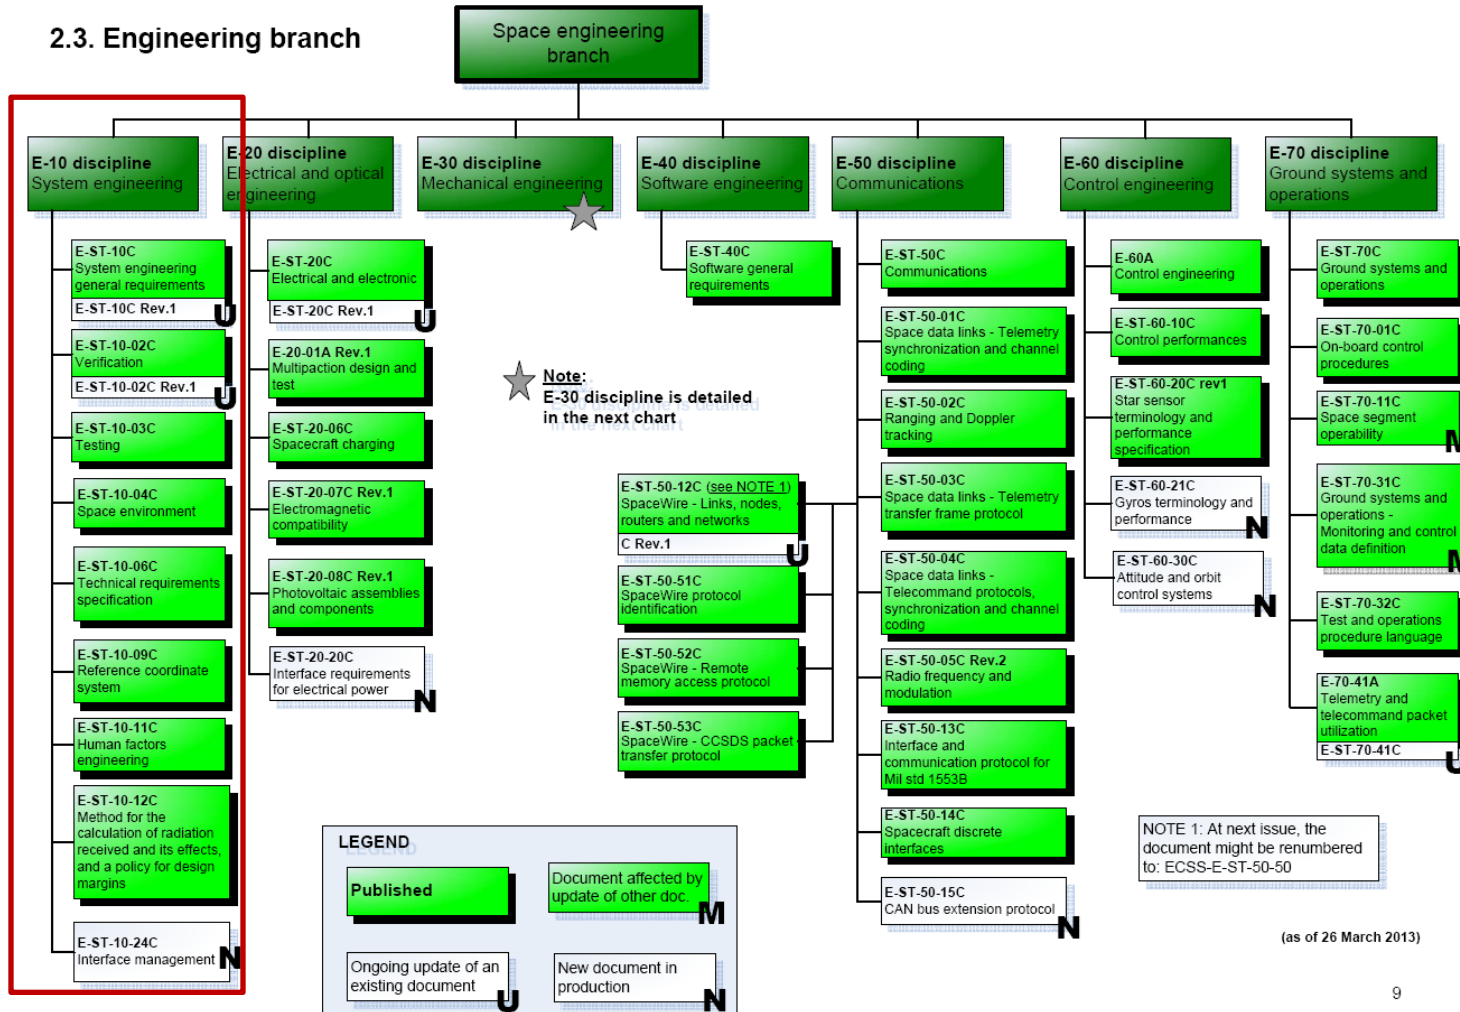 2.3. Engineering branch
Space engineering
branch
E-10 discipline
System engineering
E-ST-10C
System engineering
general requirements
E-ST-10C Rev.1
U
E-ST-10-02C
Verification
E-ST-10-02C Rev.1
U
E-ST-10-03C
Testing
E-ST-10-04C
Space environment
E-ST-10-06C
Technical requirements
specification
E-ST-10-09C
Reference coordinate
system
E-ST-10-11C
Human factors
engineering
E-ST-10-12C
Method for the
calculation of radiation
received and its effects,
and a policy for design
margins
E-ST-10-24C
Interface management
N
E-20 discipline
Electrical and optical
engineering
E-ST-20C
Electrical and electronic
E-ST-20C Rev.1
U
E-20-01A Rev.1
Multipaction design and
test
E-ST-20-06C
Spacecraft charging
E-ST-20-07C Rev.1
Electromagnetic
compatibility
E-ST-20-08C Rev.1
Photovoltaic assemblies
and components
E-ST-20-20C
Interface requirements
for electrical power
N
E-30 discipline
Mechanical engineering
Note:
E-30 discipline is detailed
in the next chart
E-40 discipline
Software engineering
E-ST-40C
Software general
requirements
E-ST-50-12C (see NOTE 1)
SpaceWire - Links, nodes,
routers and networks
C Rev.1
U
E-ST-50-51C
SpaceWire protocol
identification
E-ST-50-52C
SpaceWire - Remote
memory access protocol
E-ST-50-53C
SpaceWire - CCSDS packet
transfer protocol
E-50 discipline
Communications
E-ST-50C
Communications
E-ST-50-01C
Space data links - Telemetry
synchronization and channel
coding
E-ST-50-02C
Ranging and Doppler
tracking
E-ST-50-03C
Space data links - Telemetry
transfer frame protocol
E-ST-50-04C
Space data links -
Telecommand protocols,
synchronization and channel
coding
E-ST-50-05C Rev.2
Radio frequency and
modulation
E-ST-50-13C
Interface and
communication protocol for
Mil std 1553B
E-ST-50-14C
Spacecraft discrete
interfaces
E-ST-50-15C
CAN bus extension protocol
N
E-60 discipline
Control engineering
E-60A
Control engineering
E-ST-60-10C
Control performances
E-ST-60-20C rev1
Star sensor
terminology and
performance
specification
E-ST-60-21C
Gyros terminology and
performance
N
E-ST-60-30C
Attitude and orbit
control systems
N
E-70 discipline
Ground systems and
operations
E-ST-70C
Ground systems and
operations
E-ST-70-01C
On-board control
procedures
E-ST-70-11C
Space segment
operability
M
E-ST-70-31C
Ground systems and
operations -
Monitoring and control
data definition
M
E-ST-70-32C
Test and operations
procedure language
E-70-41A
Telemetry and
telecommand packet
utilization
E-ST-70-41C
U
LEGEND
Published
Document affected by
update of other doc.
M
Ongoing update of an
existing document
U
New document in
production
N
NOTE 1: At next issue, the
document might be renumbered
to: ECSS-E-ST-50-50
(as of 26 March 2013)
9